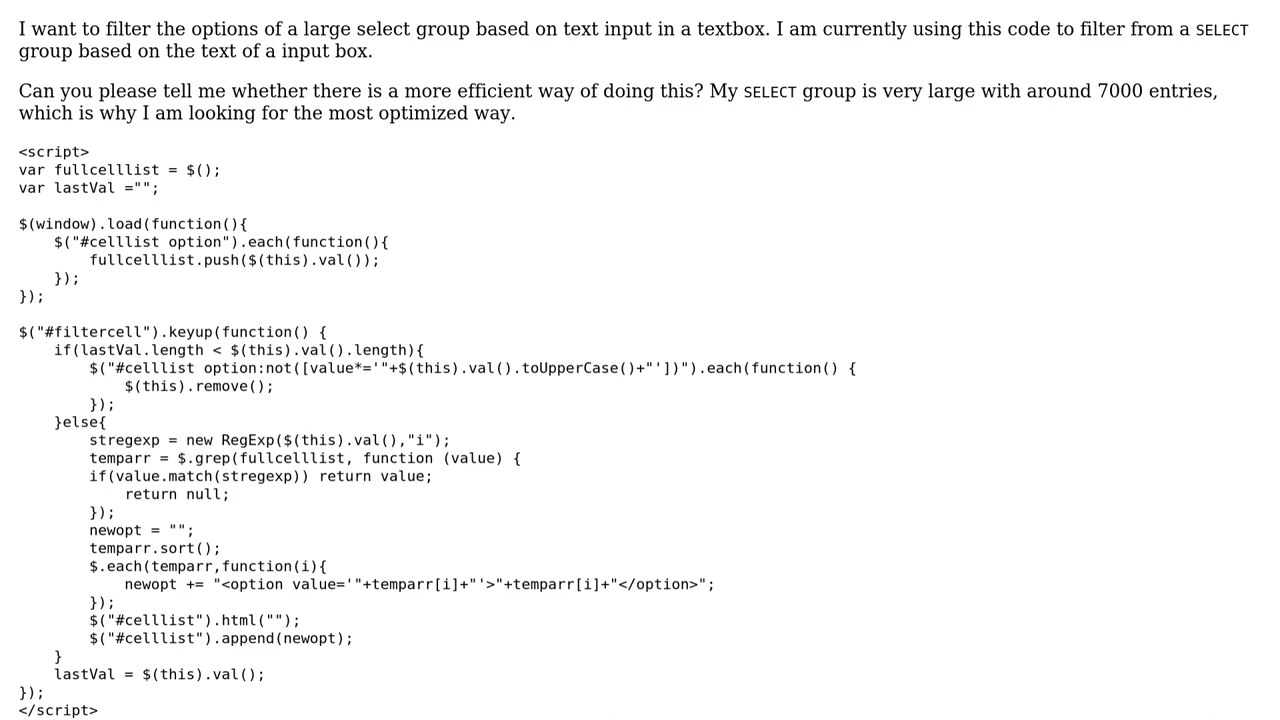 I want to filter the options of a large select group based on text input in a textbox. I am currently using this code to filter from a SELECT
group based on the text of a input box.
Can you please tell me whether there is a more efficient way of doing this? My SELECT group is very large with around 7000 entries,
which is why I am looking for the most optimized way.
<script>
var fullcelllist = $();
var lastVal ="";
$(window).load(function(){
    $("#celllist option").each(function(){
        fullcelllist.push($(this).val());
    });
});
$("#filtercell").keyup(function() {
    if(lastVal.length < $(this).val().length){
        $("#celllist option:not([value*='"+$(this).val().toUpperCase()+"'])").each(function() {
            $(this).remove();
        });
    }else{
        stregexp = new RegExp($(this).val(),"i");
        temparr = $.grep(fullcelllist, function (value) {
        if(value.match(stregexp)) return value;
            return null;
        });
        newopt = "";
        temparr.sort();
        $.each(temparr,function(i){
            newopt += "<option value='"+temparr[i]+"'>"+temparr[i]+"</option>";
        });
        $("#celllist").html("");
        $("#celllist").append(newopt);
    }
    lastVal = $(this).val();
});
</script>